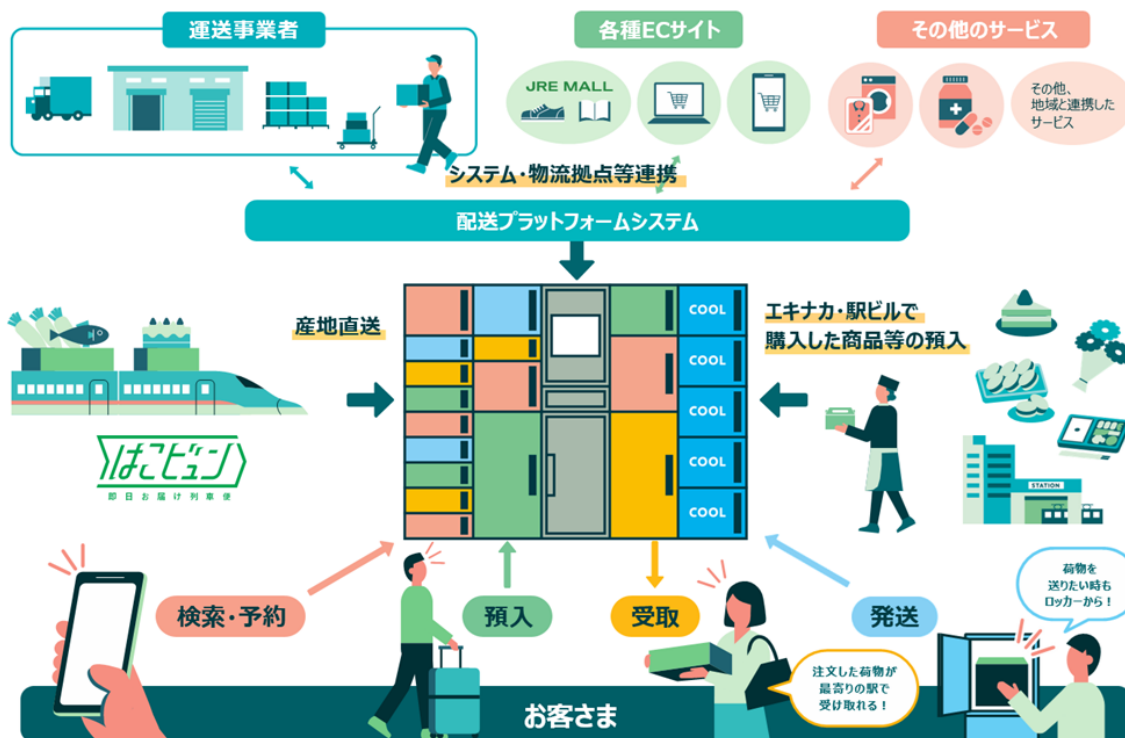 運送事業者
各種ECサイト
その他のサービス
JRE MALL
その他、
地域と連携した
サービス
システム・物流拠点等連携
配送プラットフォームシステム
産地直送
エキナカ・駅ビルで
購入した商品等の預入
COOL
COOL
COOL
COOL
COOL
はこビュン
即日お届け列車便
STATION
検索・予約
預入
受取
発送
荷物を
送りたい時も
ロッカーから！
注文した荷物が
最寄りの駅で
受け取れる！
お客さま